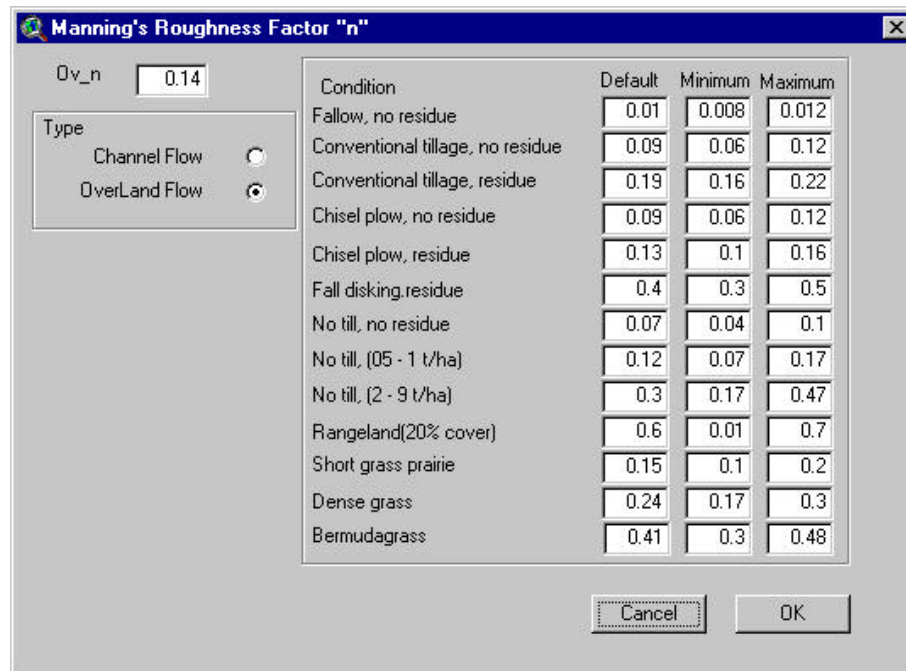 Manning's Roughness Factor "n"
Ov_n 0.14
Type
Channel Flow
OverLand Flow
Condition Default Minimum Maximum
Fallow, no residue 0.01 0.008 0.012
Conventional tillage, no residue 0.09 0.06 0.12
Conventional tillage, residue 0.19 0.16 0.22
Chisel plow, no residue 0.09 0.06 0.12
Chisel plow, residue 0.13 0.1 0.16
Fall disking.residue 0.4 0.3 0.5
No till, no residue 0.07 0.04 0.1
No till, (05 - 1 t/ha) 0.12 0.07 0.17
No till, (2 - 9 t/ha) 0.3 0.17 0.47
Rangeland(20% cover) 0.6 0.01 0.7
Short grass prairie 0.15 0.1 0.2
Dense grass 0.24 0.17 0.3
Bermudagrass 0.41 0.3 0.48
Cancel OK